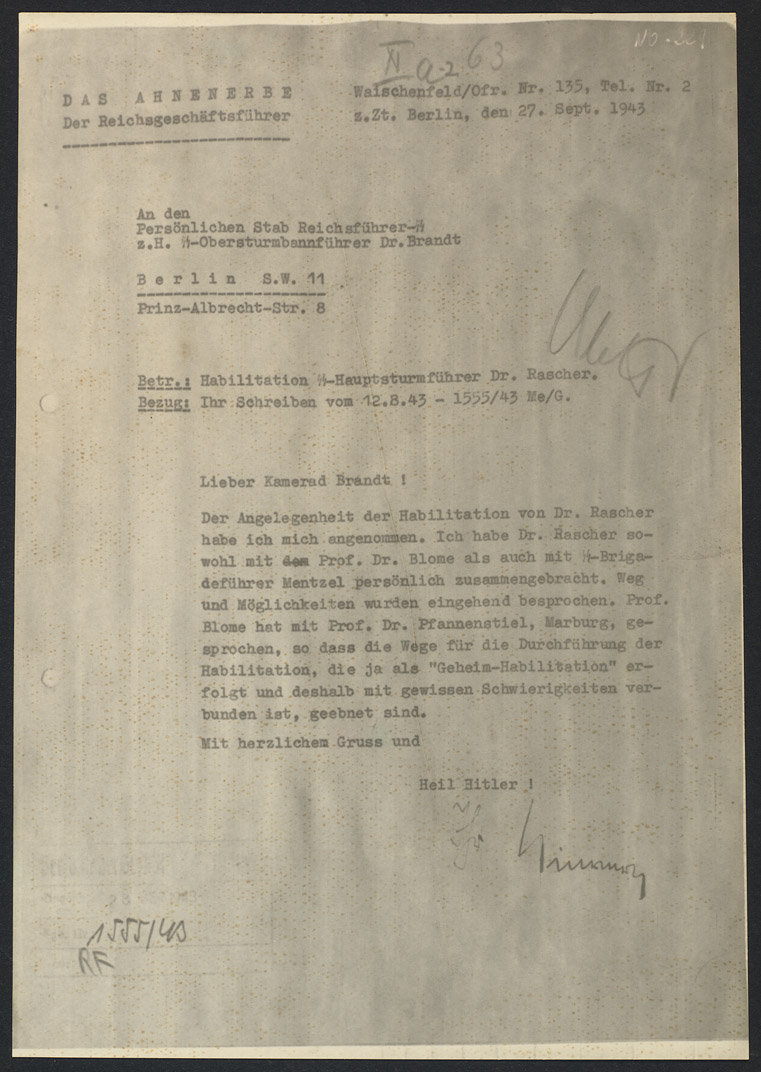 NO-221
II a-2 63
DAS AHNENERBE
Der Reichsgeschäftsführer
Waischenfeld/Ofr. Nr. 135, Tel. Nr. 2
z.Zt. Berlin, den 27. Sept. 1943
An den
Persönlichen Stab Reichsführer-SS
z.H. SS-Obersturmbannführer Dr.Brandt
Berlin S.W. 11
Prinz-Albrecht-Str. 8
Betr.: Habilitation SS-Hauptsturmführer Dr. Rascher.
Bezug: Ihr Schreiben vom 12.8.43 - 1555/43 Me/G.
Lieber Kamerad Brandt !
Der Angelegenheit der Habilitation von Dr. Rascher
habe ich mich angenommen. Ich habe Dr. Rascher so-
wohl mit dem Prof. Dr. Blome als auch mit SS-Briga-
deführer Mentzel persönlich zusammengebracht. Weg
und Möglichkeiten wurden eingehend besprochen. Prof.
Blome hat mit Prof. Dr. Pfannenstiel, Marburg, ge-
sprochen, so dass die Wege für die Durchführung der
Habilitation, die ja als "Geheim-Habilitation" er-
folgt und deshalb mit gewissen Schwierigkeiten ver-
bunden ist, geebnet sind.
Mit herzlichem Gruss und
Heil Hitler !
1555/43
RF